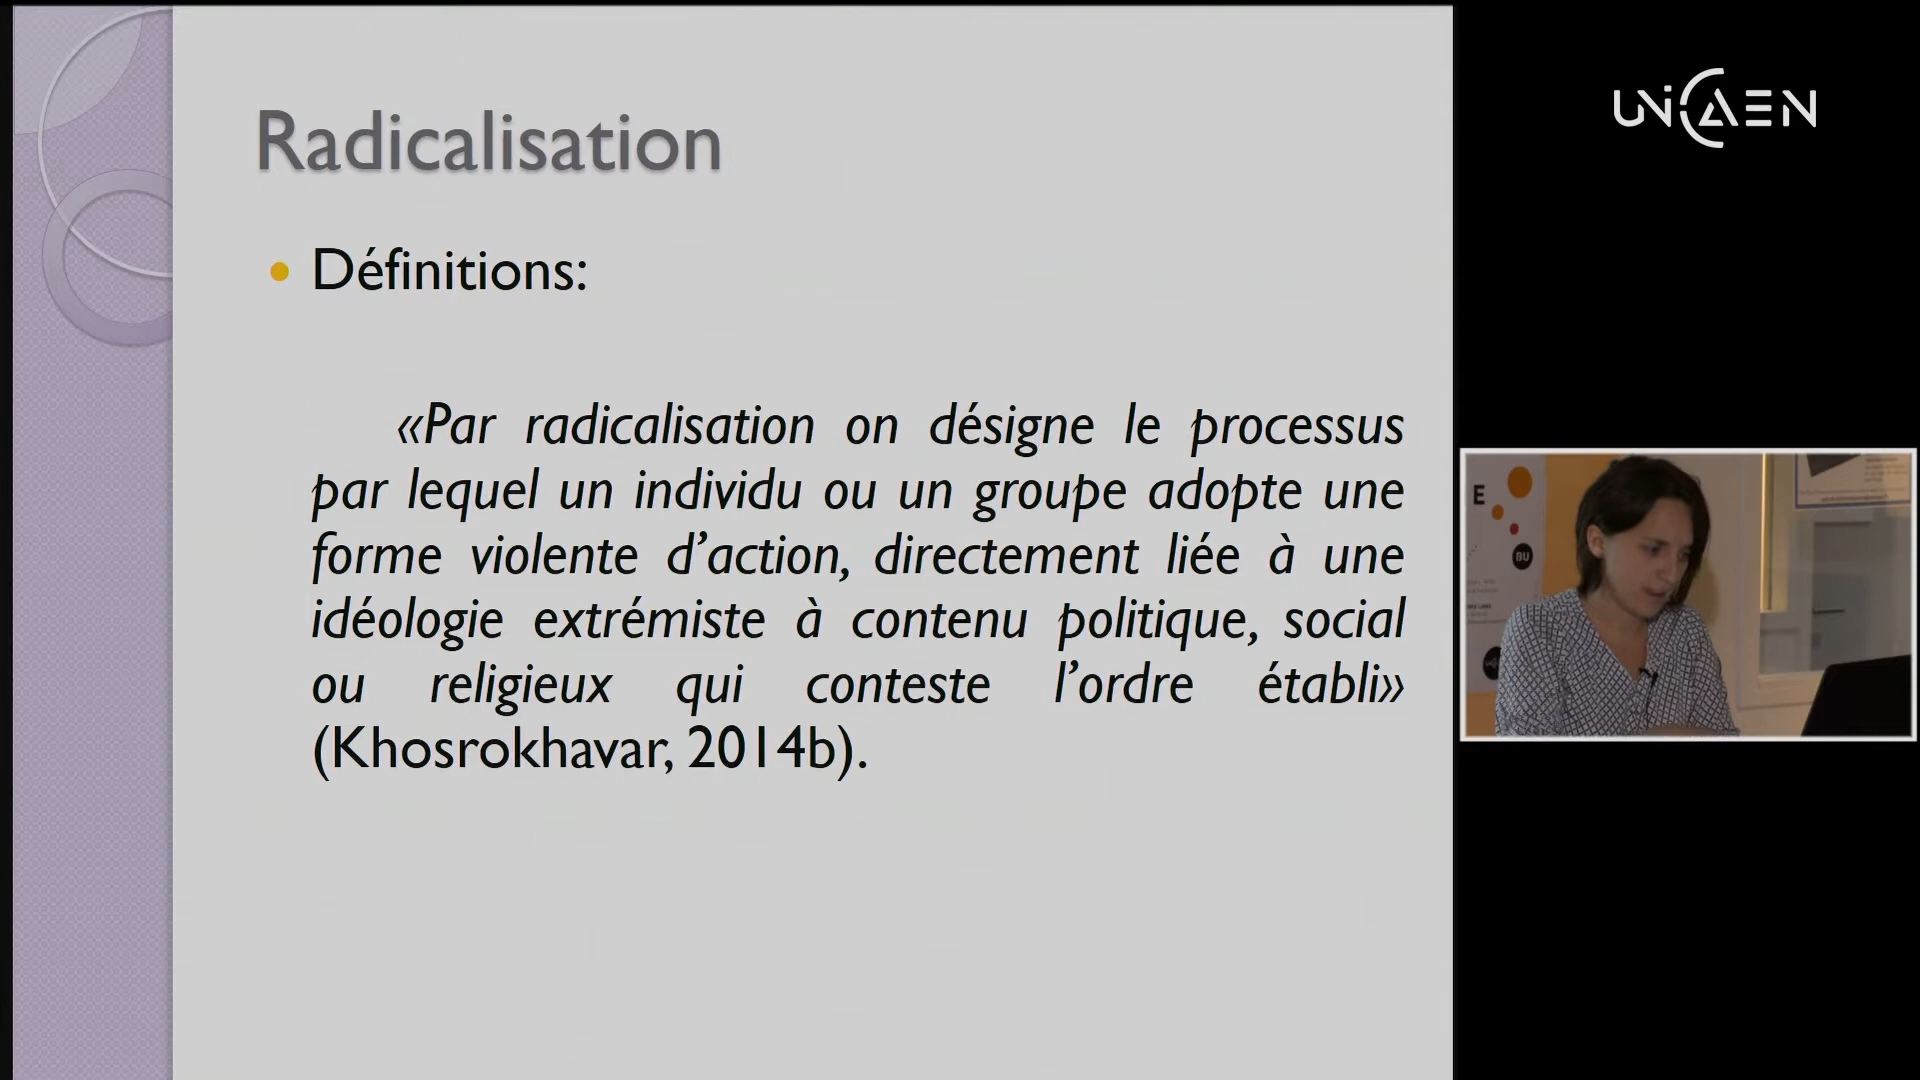 Radicalisation
Définitions:
«Par radicalisation on désigne le processus
par lequel un individu ou un groupe adopte une
forme violente d’action, directement liée à une
idéologie extrémiste à contenu politique, social
ou religieux qui conteste l’ordre établi»
(Khosrokhavar, 2014b).
UNICAEN
E
BU